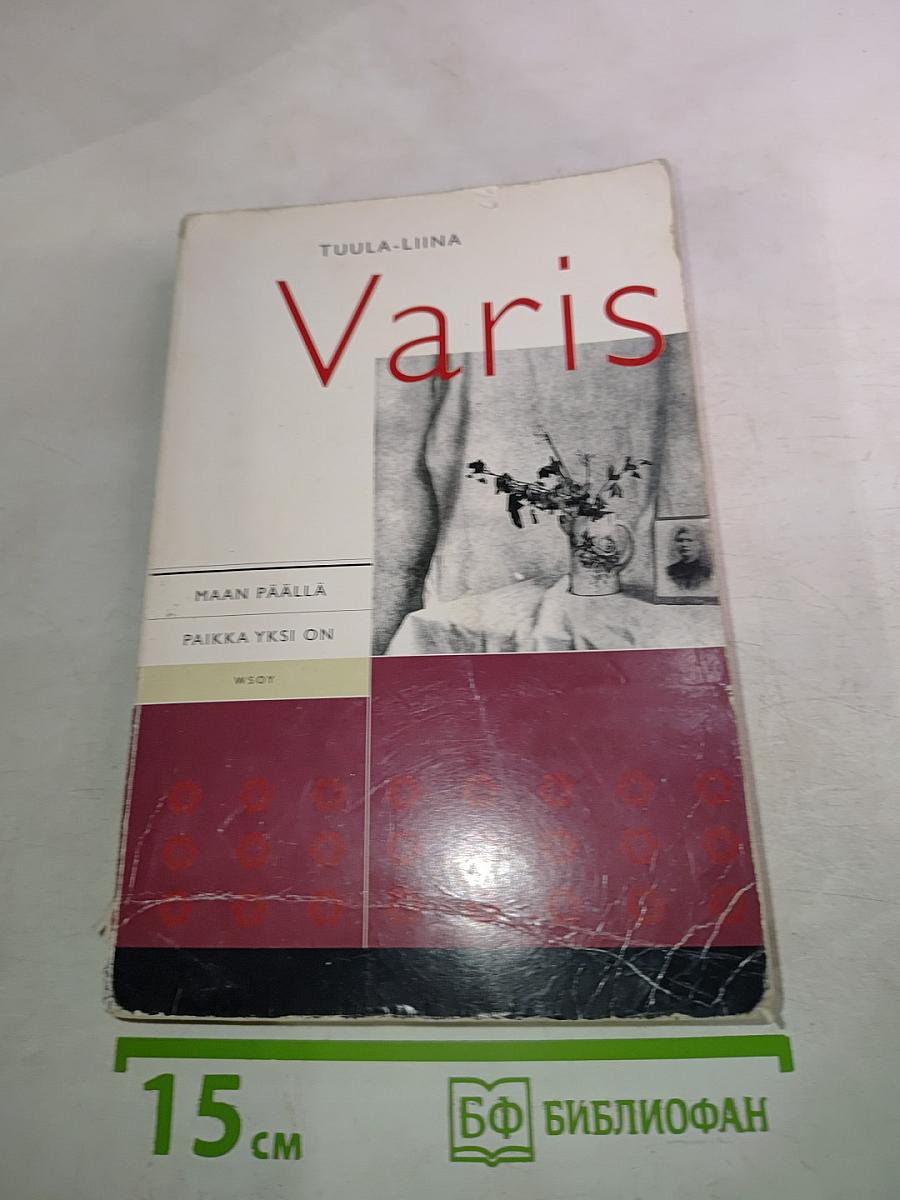 TUULA-LIINA
Varis
MAAN PÄÄLLÄ
PAIKKA YKSI ON
WSOY
15 см
БФ БИБЛИОФАН